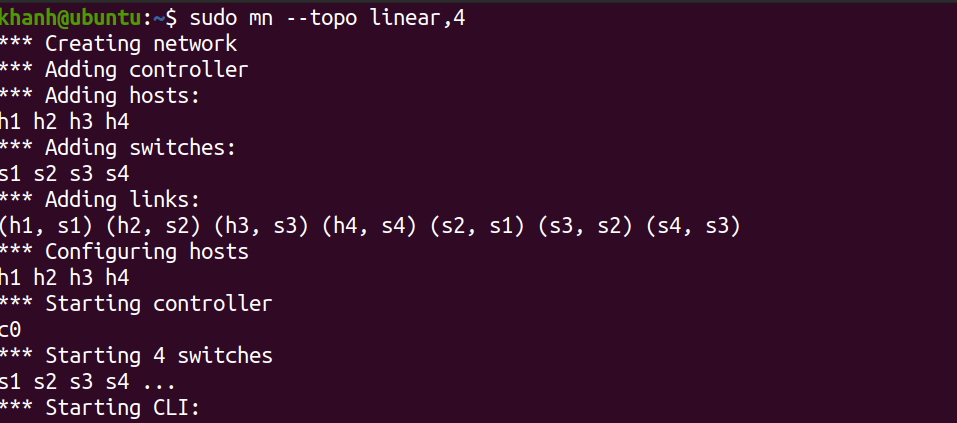 khanh@ubuntu:~$ sudo mn --topo linear,4
*** Creating network
*** Adding controller
*** Adding hosts:
h1 h2 h3 h4
*** Adding switches:
s1 s2 s3 s4
*** Adding links:
(h1, s1) (h2, s2) (h3, s3) (h4, s4) (s2, s1) (s3, s2) (s4, s3)
*** Configuring hosts
h1 h2 h3 h4
*** Starting controller
c0
*** Starting 4 switches
s1 s2 s3 s4 ...
*** Starting CLI: